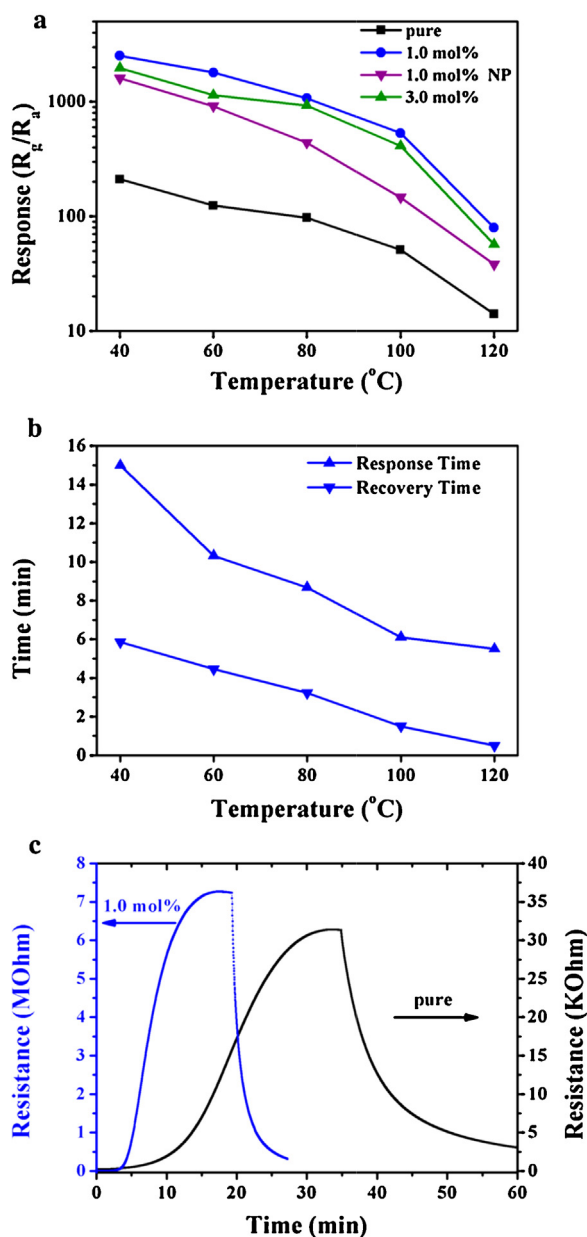 a
pure
1.0 mol%
1.0 mol% NP
3.0 mol%
1000
100
10
Response (Rg/Ra)
40 60 80 100 120
Temperature (°C)
b
Response Time
Recovery Time
16
14
12
10
8
6
4
2
0
Time (min)
40 60 80 100 120
Temperature (°C)
c
8
7
6
5
4
3
2
1
0
Resistance (MOhm)
1.0 mol%
pure
40
35
30
25
20
15
10
5
0
Resistance (KOhm)
0 10 20 30 40 50 60
Time (min)